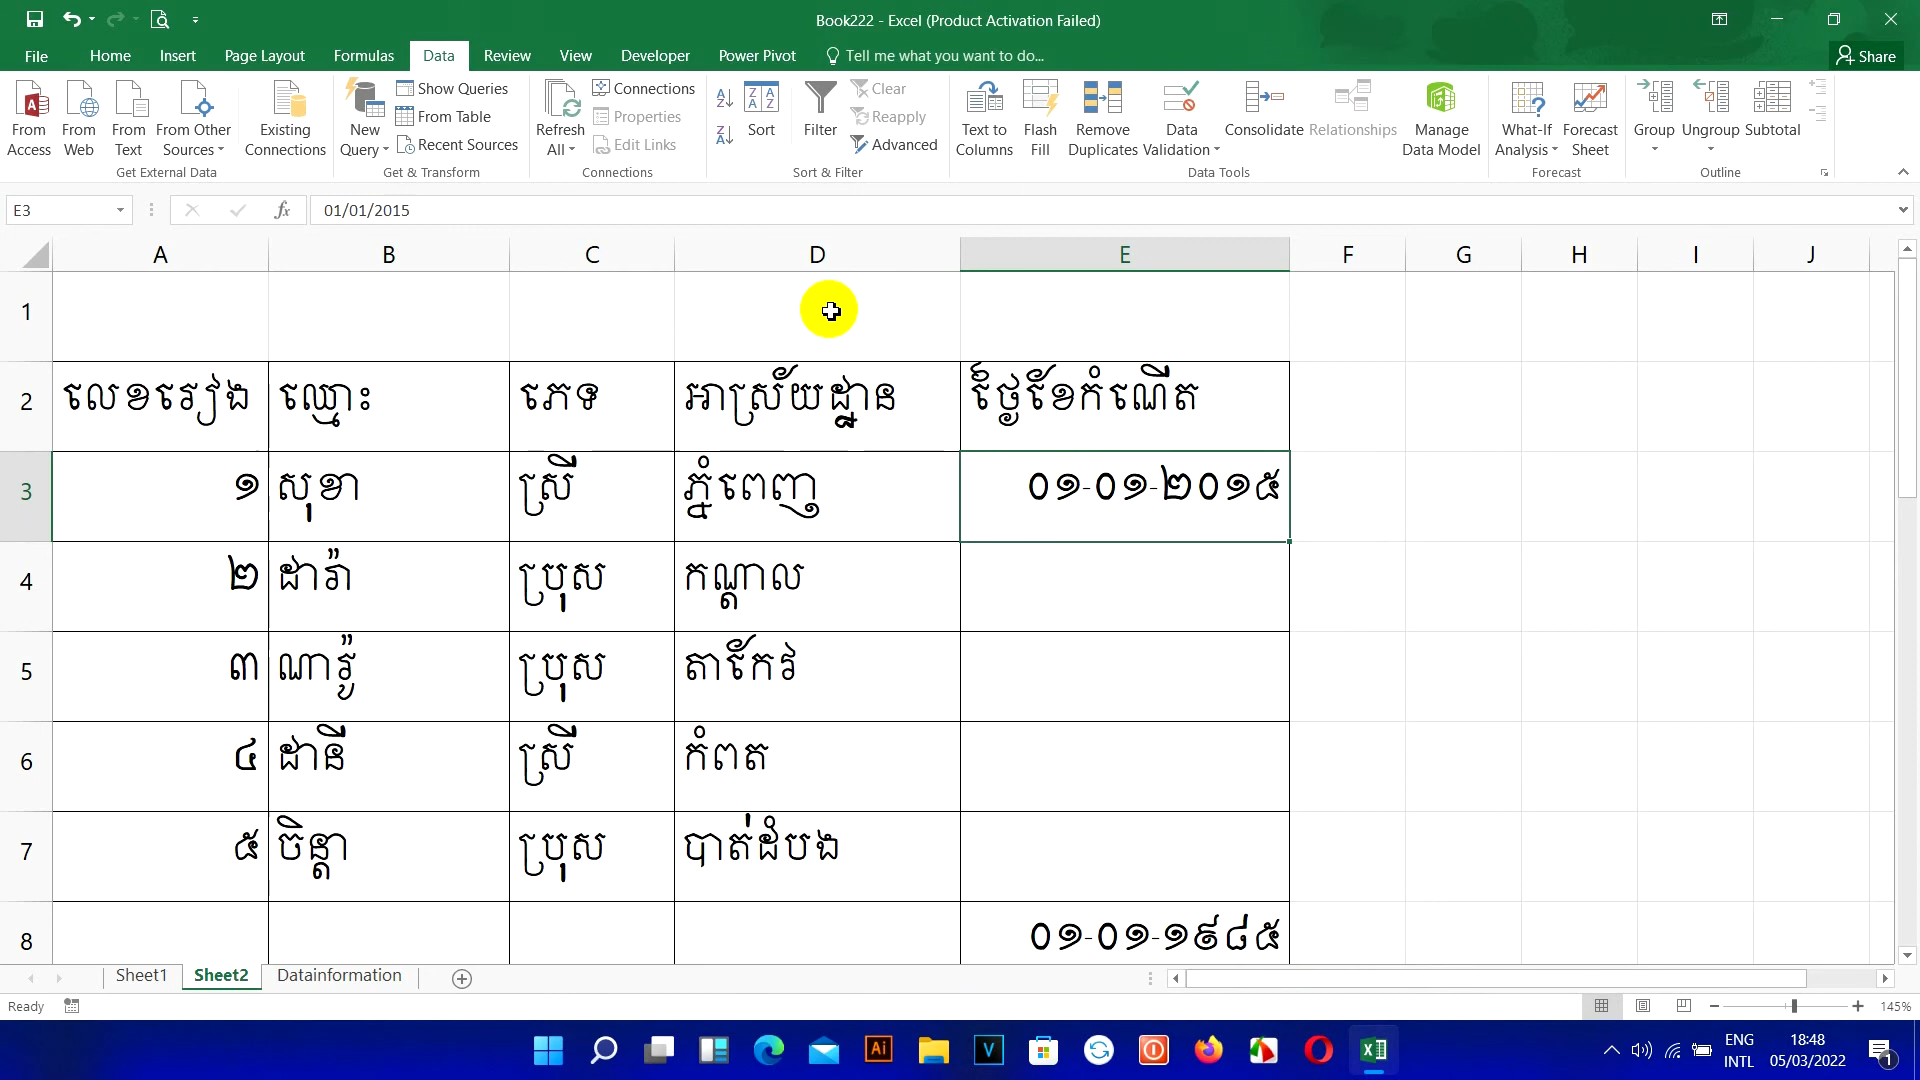 Book222 - Excel (Product Activation Failed)
File Home Insert Page Layout Formulas Data Review View Developer Power Pivot Tell me what you want to do... Share
From Access
From Web
From Text
From Other Sources
Existing Connections
Get External Data
New Query
Show Queries
From Table
Recent Sources
Get & Transform
Refresh All
Connections
Properties
Edit Links
Connections
Sort
Filter
Clear
Reapply
Advanced
Sort & Filter
Text to Columns
Flash Fill
Remove Duplicates
Data Validation
Consolidate
Relationships
Manage Data Model
Data Tools
What-If Analysis
Forecast Sheet
Forecast
Group
Ungroup
Subtotal
Outline
E3 fx 01/01/2015
A B C D E F G H I J
1
2 លេខរៀង ឈ្មោះ ភេទ អាស្រ័យដ្ឋាន ថ្ងៃខែកំណើត
3 ១ សុខា ស្រី ភ្នំពេញ ០១-០១-២០១៥
4 ២ ដារ៉ា ប្រុស កណ្ដាល
5 ៣ ណារ៉ូ ប្រុស តាកែវ
6 ៤ ដានី ស្រី កំពត
7 ៥ ចិន្ដា ប្រុស បាត់ដំបង
8 ០១-០១-១៩៨៥
Sheet1 Sheet2 Datainformation
Ready 145%
ENG INTL
18:48
05/03/2022
1